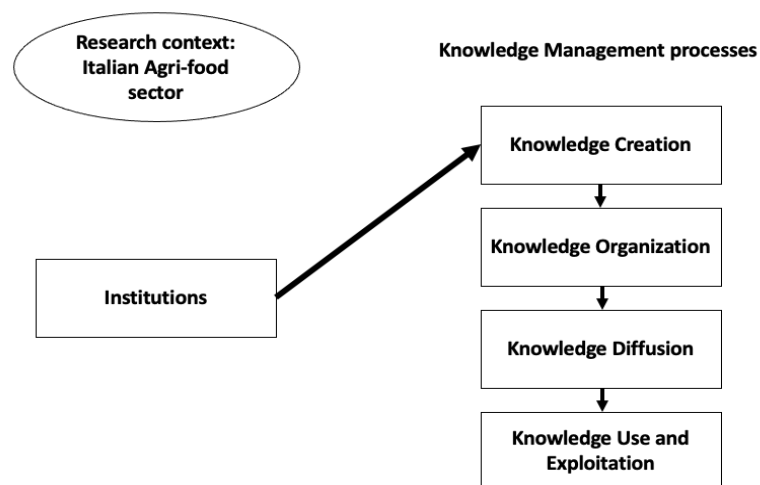 Research context:
Italian Agri-food
sector
Knowledge Management processes
Knowledge Creation
Knowledge Organization
Institutions
Knowledge Diffusion
Knowledge Use and
Exploitation